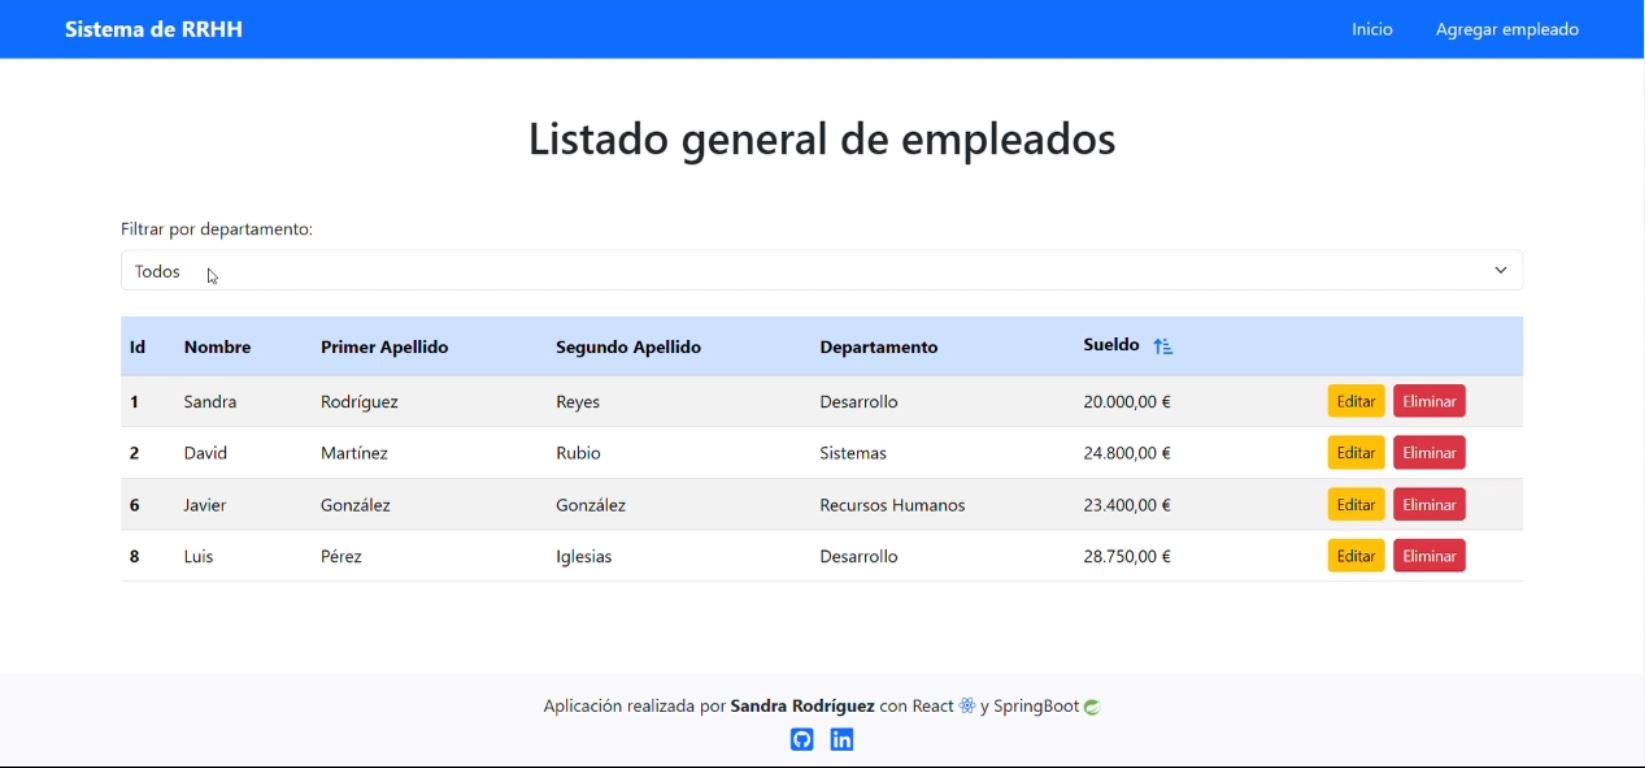 Sistema de RRHH Inicio Agregar empleado
Listado general de empleados
Filtrar por departamento:
Todos
Id Nombre Primer Apellido Segundo Apellido Departamento Sueldo
1 Sandra Rodríguez Reyes Desarrollo 20.000,00 € Editar Eliminar
2 David Martínez Rubio Sistemas 24.800,00 € Editar Eliminar
6 Javier González González Recursos Humanos 23.400,00 € Editar Eliminar
8 Luis Pérez Iglesias Desarrollo 28.750,00 € Editar Eliminar
Aplicación realizada por Sandra Rodríguez con React y SpringBoot
in